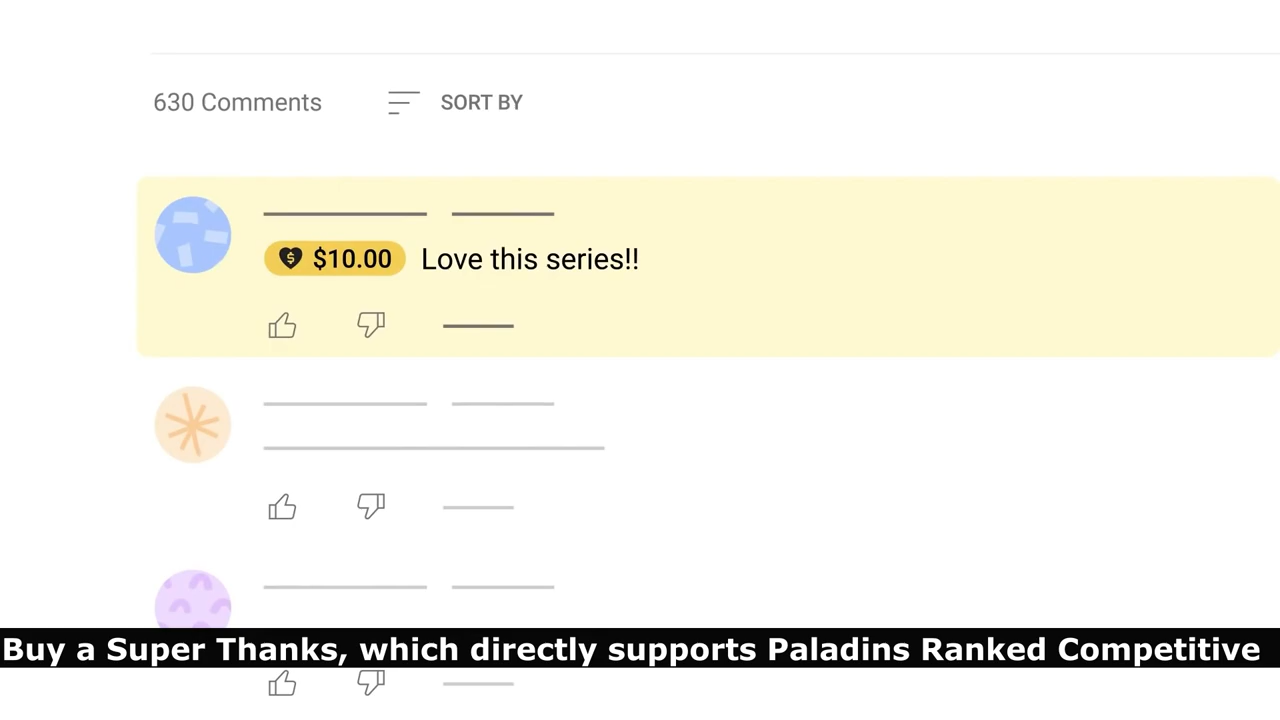 630 Comments SORT BY
$10.00 Love this series!!
Buy a Super Thanks, which directly supports Paladins Ranked Competitive